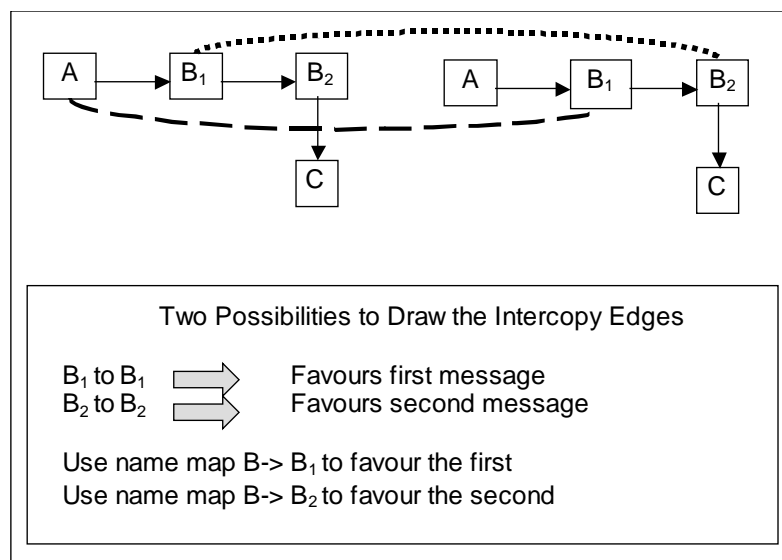 A B₁ B₂ A B₁ B₂
C C
Two Possibilities to Draw the Intercopy Edges
B₁ to B₁ Favours first message
B₂ to B₂ Favours second message
Use name map B-> B₁ to favour the first
Use name map B-> B₂ to favour the second